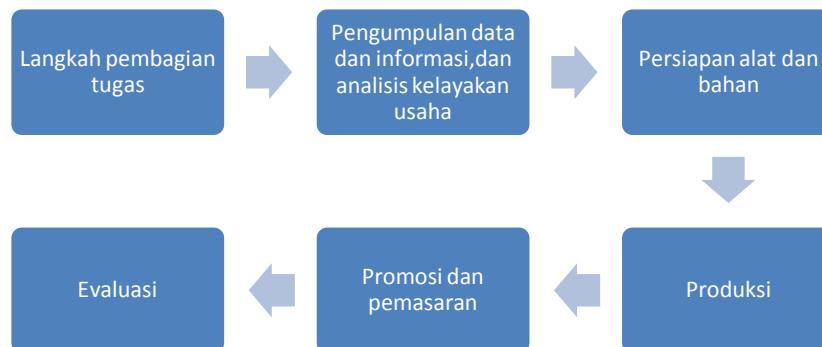 Langkah pembagian
tugas
Pengumpulan data
dan informasi,dan
analisis kelayakan
usaha
Persiapan alat dan
bahan
Produksi
Promosi dan
pemasaran
Evaluasi